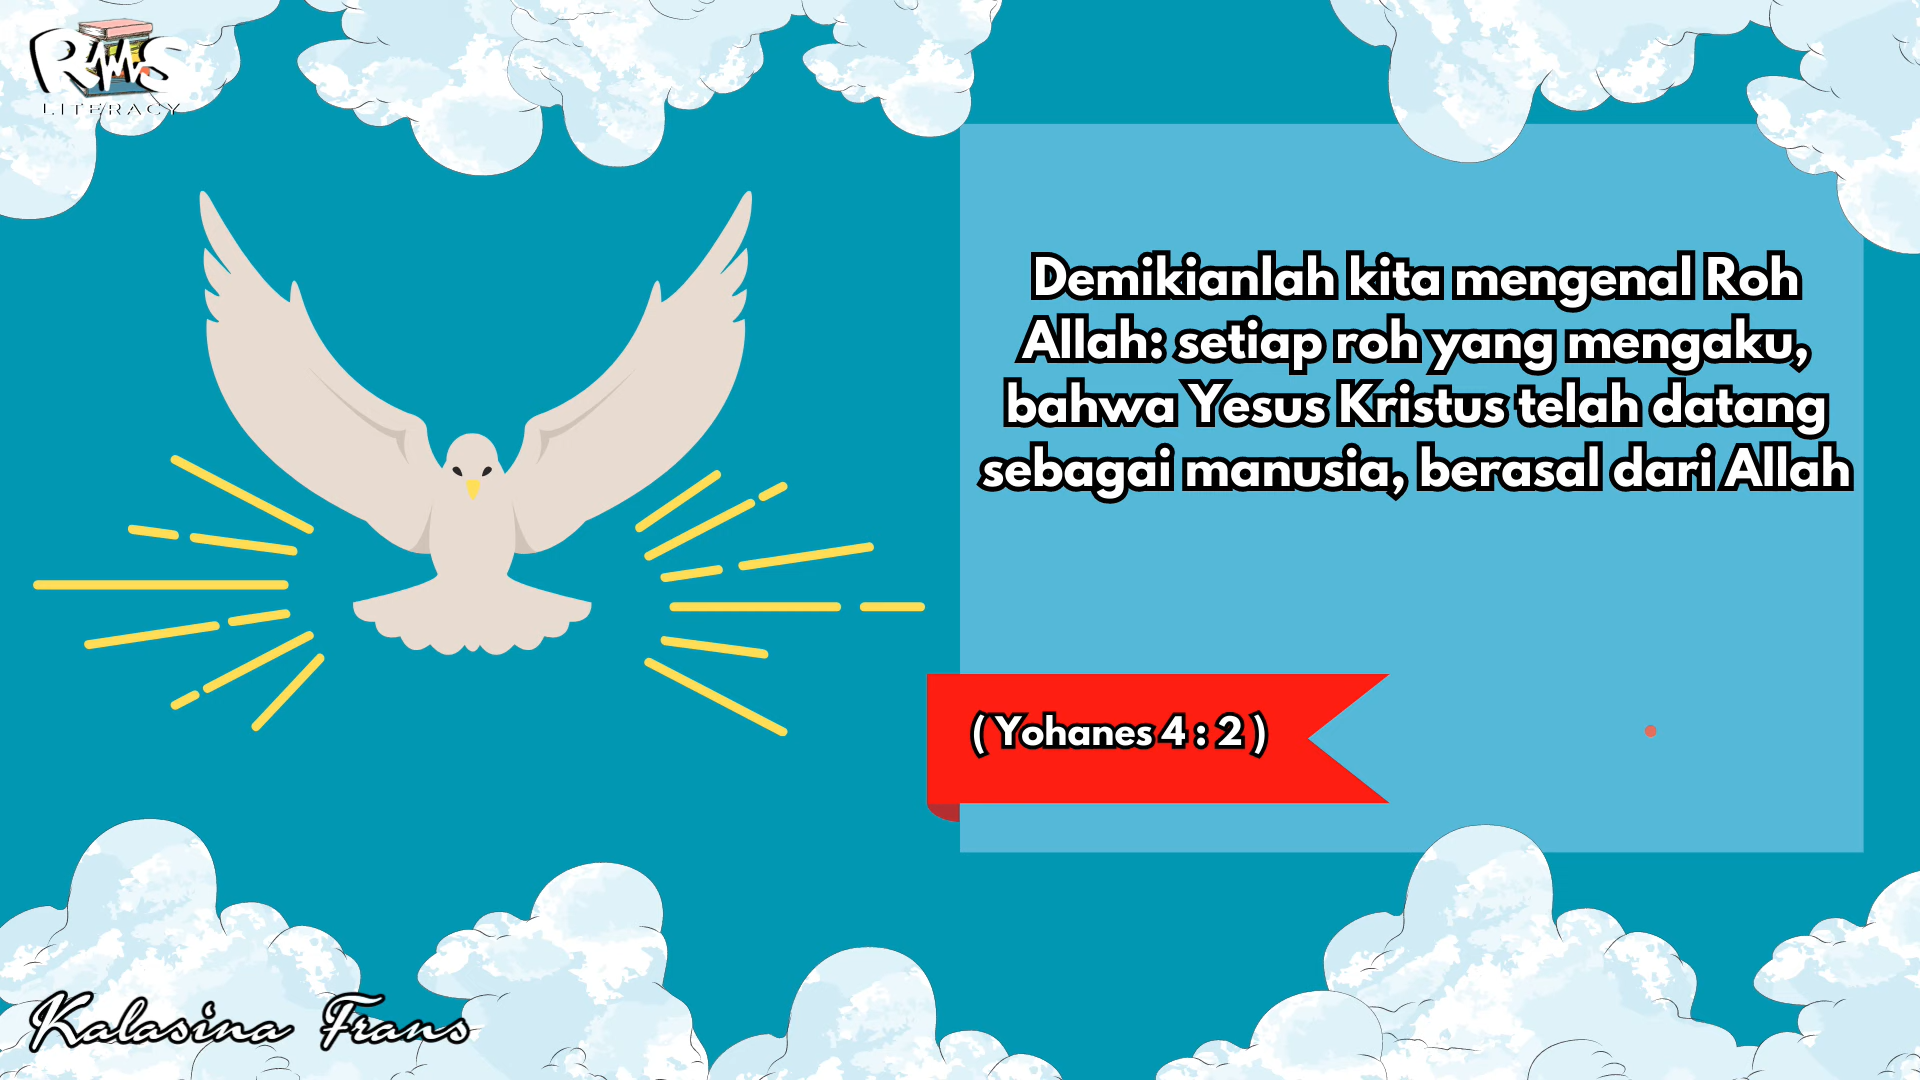 RMS
LITERACY
Demikianlah kita mengenal Roh
Allah: setiap roh yang mengaku,
bahwa Yesus Kristus telah datang
sebagai manusia, berasal dari Allah
( Yohanes 4 : 2 )
Kalasina Frans